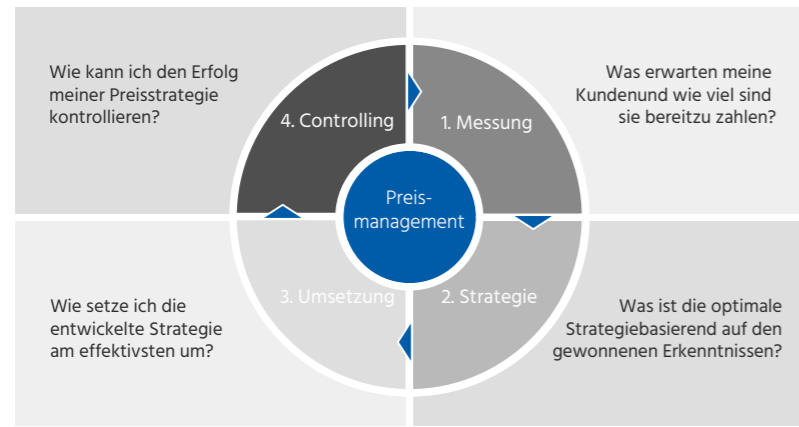 Wie kann ich den Erfolg
meiner Preisstrategie
kontrollieren?
4. Controlling
1. Messung
Was erwarten meine
Kundenund wie viel sind
sie bereitzu zahlen?
Preis-
management
Wie setze ich die
entwickelte Strategie
am effektivsten um?
3. Umsetzung
2. Strategie
Was ist die optimale
Strategiebasierend auf den
gewonnenen Erkenntnissen?